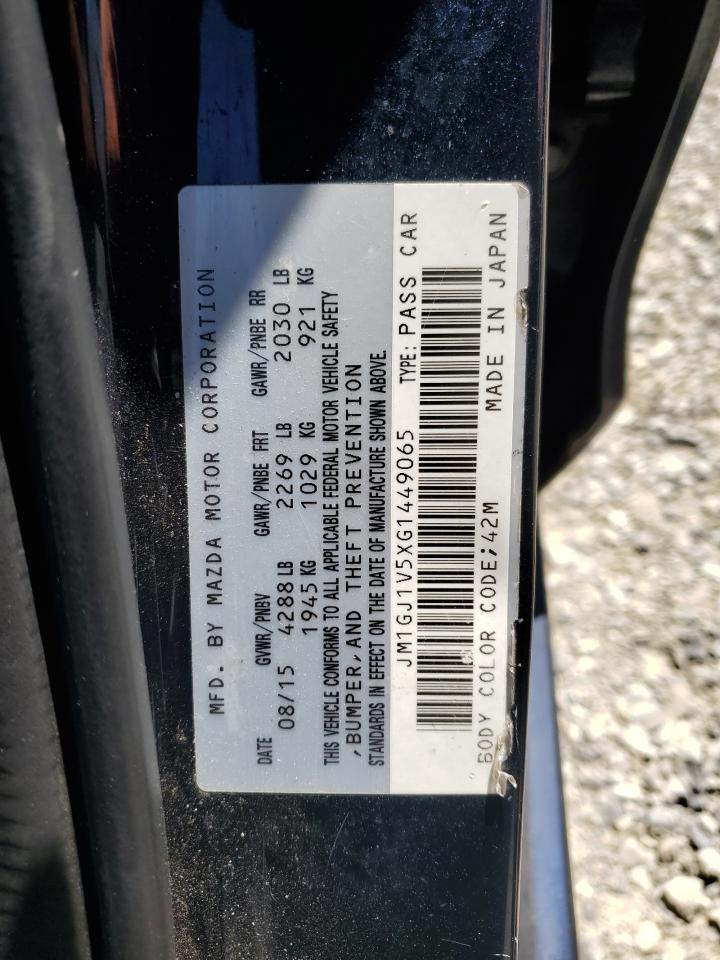 MFD. BY MAZDA MOTOR CORPORATION
DATE GVWR/PNBV GAWR/PNBE FRT GAWR/PNBE RR
08/15 4288 LB 2269 LB 2030 LB
1945 KG 1029 KG 921 KG
THIS VEHICLE CONFORMS TO ALL APPLICABLE FEDERAL MOTOR VEHICLE SAFETY
,BUMPER,AND THEFT PREVENTION
STANDARDS IN EFFECT ON THE DATE OF MANUFACTURE SHOWN ABOVE.
JM1GJ1V5XG1449065 TYPE: PASS CAR
BODY COLOR CODE;42M MADE IN JAPAN